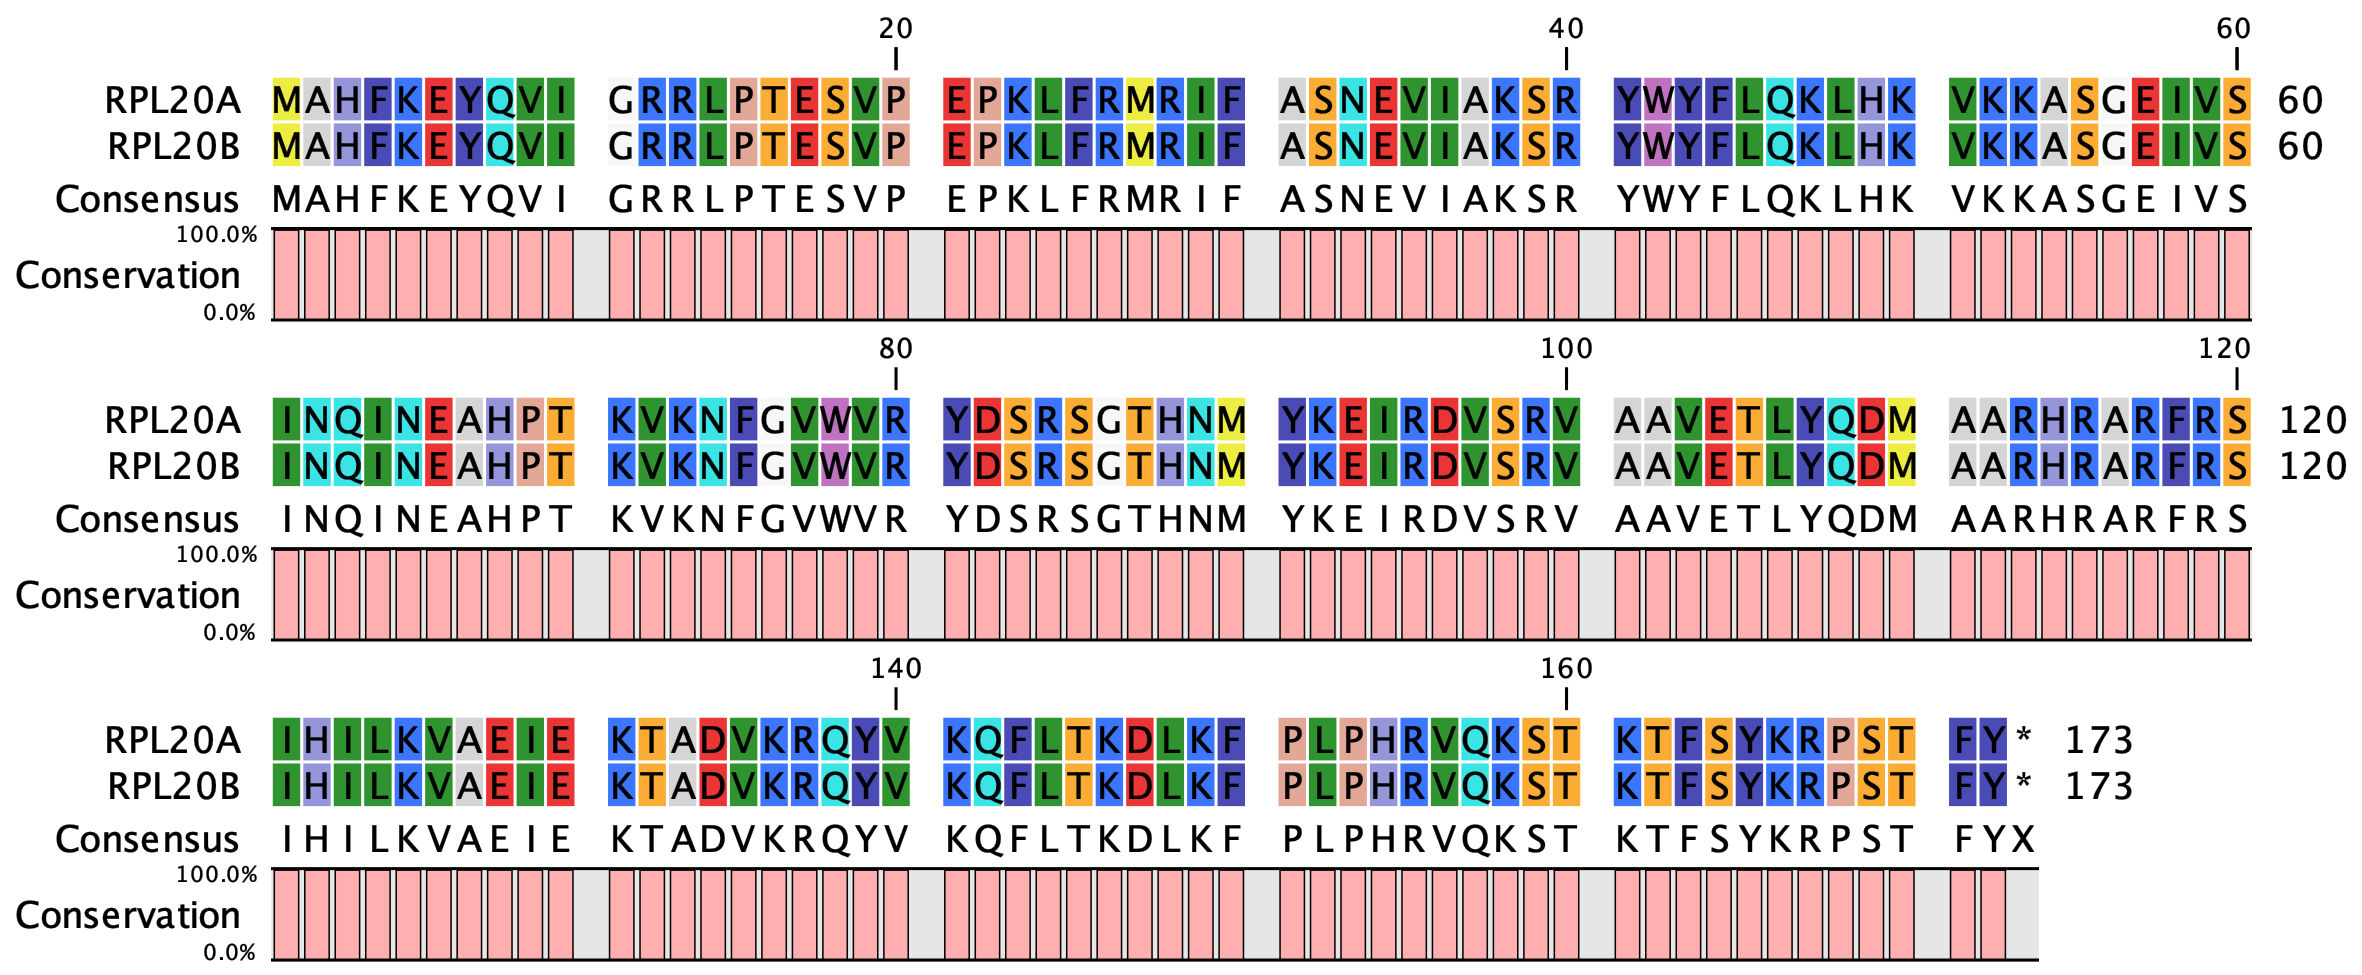 20 40 60
RPL20A MAHFKEYQVI GRRLPTESVP EPKLFRMRIF ASNEVIAKSR YWYFLQKLHK VKKASGEIVS 60
RPL20B MAHFKEYQVI GRRLPTESVP EPKLFRMRIF ASNEVIAKSR YWYFLQKLHK VKKASGEIVS 60
Consensus MAHFKEYQVI GRRLPTESVP EPKLFRMRIF ASNEVIAKSR YWYFLQKLHK VKKASGEIVS
100.0%
Conservation
0.0%
80 100 120
RPL20A INQINEAHPT KVKNFGVWVR YDSRSGTHNM YKEIRDVSRV AAVETLYQDM AARHRARFRS 120
RPL20B INQINEAHPT KVKNFGVWVR YDSRSGTHNM YKEIRDVSRV AAVETLYQDM AARHRARFRS 120
Consensus INQINEAHPT KVKNFGVWVR YDSRSGTHNM YKEIRDVSRV AAVETLYQDM AARHRARFRS
100.0%
Conservation
0.0%
140 160
RPL20A IHILKVAEIE KTADVKRQYV KQFLTKDLKF PLPHRVQKST KTFSYKRPST FY* 173
RPL20B IHILKVAEIE KTADVKRQYV KQFLTKDLKF PLPHRVQKST KTFSYKRPST FY* 173
Consensus IHILKVAEIE KTADVKRQYV KQFLTKDLKF PLPHRVQKST KTFSYKRPST FYX
100.0%
Conservation
0.0%